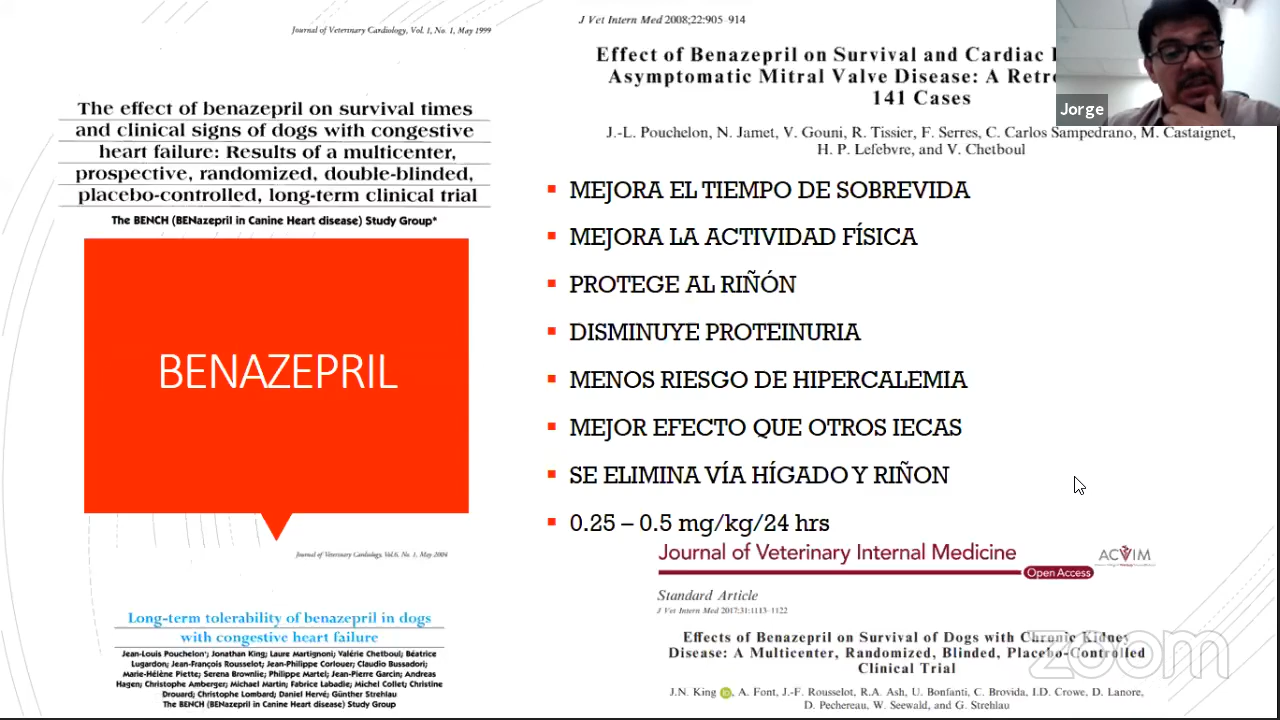 Journal of Veterinary Cardiology, Vol. 1, No. 1, May 1999
The effect of benazepril on survival times
and clinical signs of dogs with congestive
heart failure: Results of a multicenter,
prospective, randomized, double-blinded,
placebo-controlled, long-term clinical trial
The BENCH (BENazepril in Canine Heart disease) Study Group*
BENAZEPRIL
Journal of Veterinary Cardiology, Vol.6, No. 1, May 2004
Long-term tolerability of benazepril in dogs
with congestive heart failure
Jean-Louis Pouchelon¹; Jonathan King; Laure Martignoni; Valérie Chetboul; Béatrice
Lugardon; Jean-François Rousselot; Jean-Philippe Corlouer; Claudio Bussadori;
Marie-Hélène Piette; Serena Brownlie; Philippe Martel; Jean-Pierre Garcin; Andreas
Hagen; Christophe Amberger; Michael Martin; Fabrice Labadie; Michel Collet; Christine
Drouard; Christophe Lombard; Daniel Hervé; Günther Strehlau
The BENCH (BENazepril in Canine Heart disease) Study Group
J Vet Intern Med 2008;22:905–914
Effect of Benazepril on Survival and Cardiac
Asymptomatic Mitral Valve Disease: A Retro
141 Cases
J.-L. Pouchelon, N. Jamet, V. Gouni, R. Tissier, F. Serres, C. Carlos Sampedrano, M. Castaignet,
H. P. Lefebvre, and V. Chetboul
Jorge
▪ MEJORA EL TIEMPO DE SOBREVIDA
▪ MEJORA LA ACTIVIDAD FÍSICA
▪ PROTEGE AL RIÑÓN
▪ DISMINUYE PROTEINURIA
▪ MENOS RIESGO DE HIPERCALEMIA
▪ MEJOR EFECTO QUE OTROS IECAS
▪ SE ELIMINA VÍA HÍGADO Y RIÑON
▪ 0.25 – 0.5 mg/kg/24 hrs
Journal of Veterinary Internal Medicine
ACVIM
Open Access
Standard Article
J Vet Intern Med 2017;31:1113–1122
Effects of Benazepril on Survival of Dogs with Chronic Kidney
Disease: A Multicenter, Randomized, Blinded, Placebo-Controlled
Clinical Trial
J.N. King, A. Font, J.-F. Rousselot, R.A. Ash, U. Bonfanti, C. Brovida, I.D. Crowe, D. Lanore,
D. Pechereau, W. Seewald, and G. Strehlau
zoom